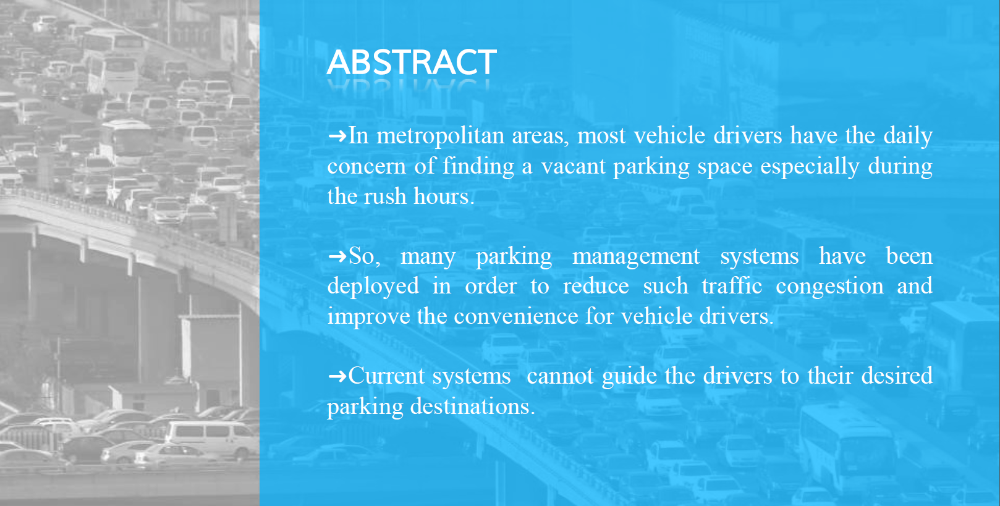 ABSTRACT
➜In metropolitan areas, most vehicle drivers have the daily
concern of finding a vacant parking space especially during
the rush hours.
➜So, many parking management systems have been
deployed in order to reduce such traffic congestion and
improve the convenience for vehicle drivers.
➜Current systems  cannot guide the drivers to their desired
parking destinations.